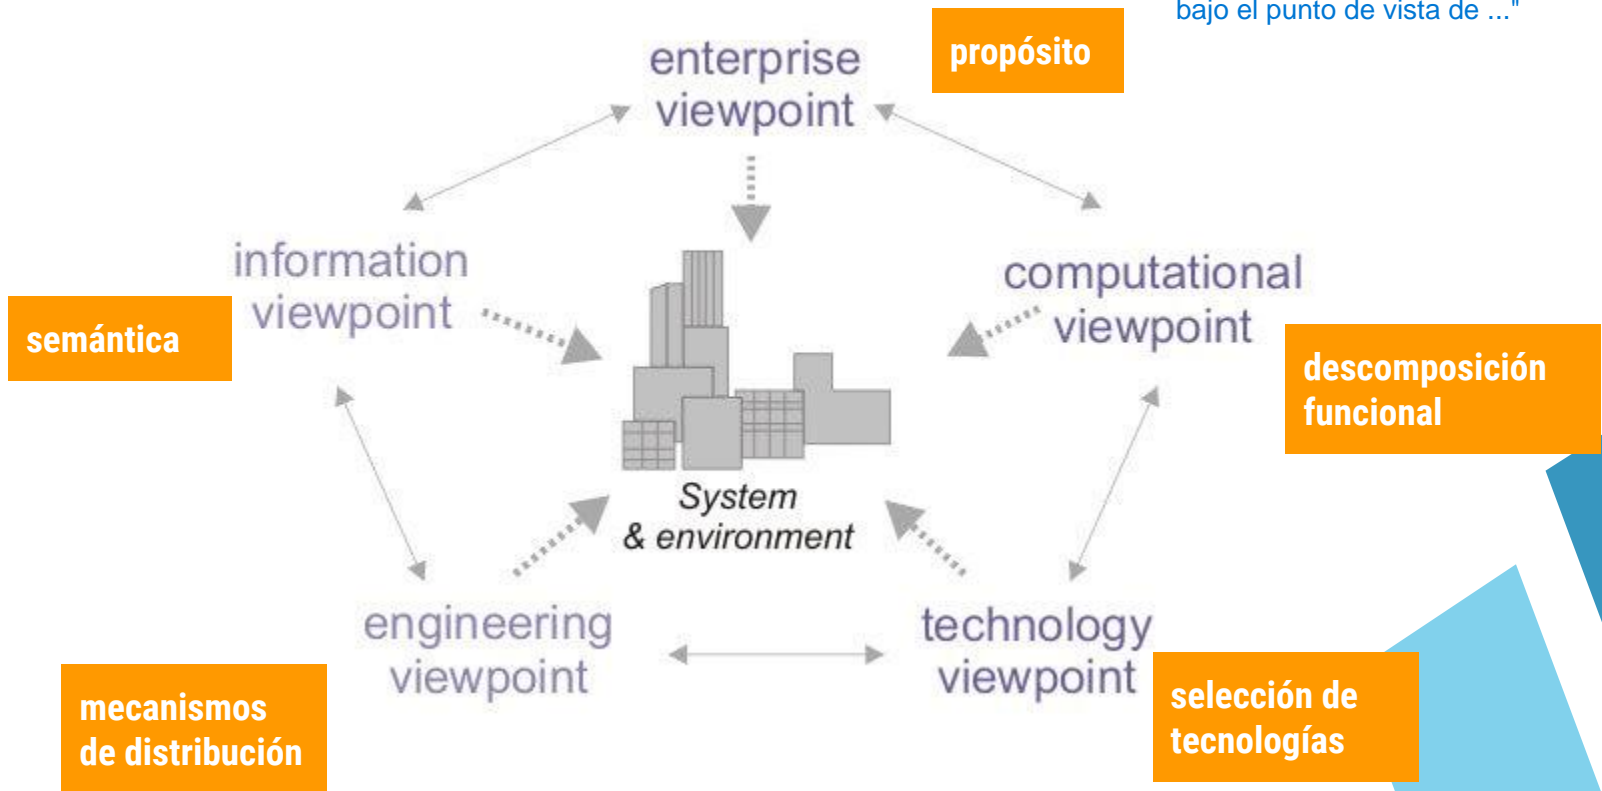 bajo el punto de vista de ..."
propósito
enterprise
viewpoint
information
viewpoint
computational
viewpoint
semántica
descomposición
funcional
System
& environment
engineering
viewpoint
technology
viewpoint
mecanismos
de distribución
selección de
tecnologías